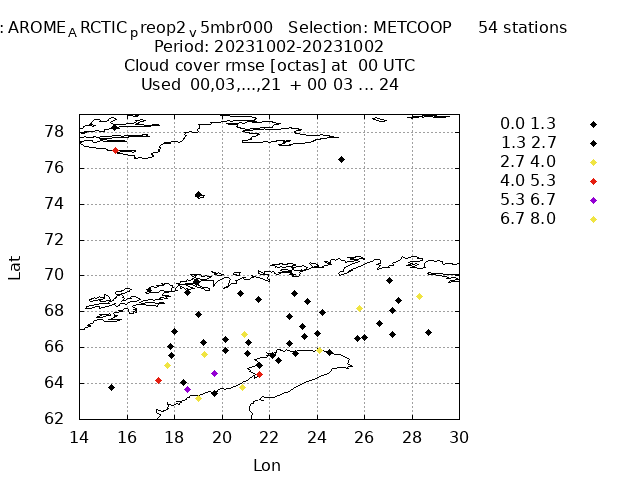 : AROME_ARCTIC_preop2_v5mbr000 Selection: METCOOP 54 stations
Period: 20231002-20231002
Cloud cover rmse [octas] at 00 UTC
Used 00,03,...,21 + 00 03 ... 24
0.0 1.3
1.3 2.7
2.7 4.0
4.0 5.3
5.3 6.7
6.7 8.0
78
76
74
72
70
68
66
64
62
Lat
14 16 18 20 22 24 26 28 30
Lon